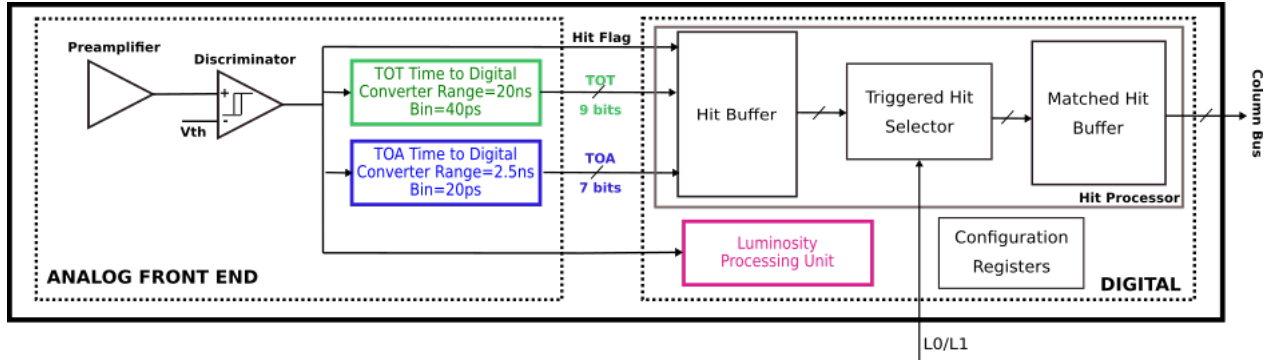 Preamplifier
Discriminator
+
-
Vth
TOT Time to Digital
Converter Range=20ns
Bin=40ps
TOA Time to Digital
Converter Range=2.5ns
Bin=20ps
ANALOG FRONT END
Hit Flag
TOT
9 bits
TOA
7 bits
Hit Buffer
Triggered Hit
Selector
Matched Hit
Buffer
Hit Processor
Luminosity
Processing Unit
Configuration
Registers
DIGITAL
Column Bus
L0/L1